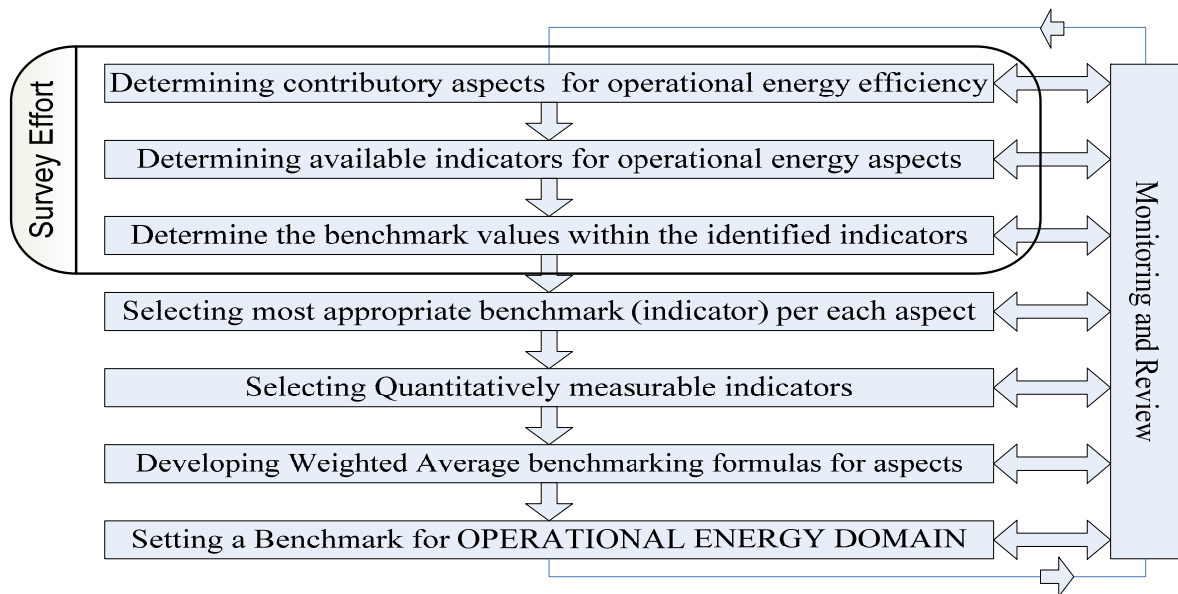 Survey Effort
Determining contributory aspects for operational energy efficiency
Determining available indicators for operational energy aspects
Determine the benchmark values within the identified indicators
Selecting most appropriate benchmark (indicator) per each aspect
Selecting Quantitatively measurable indicators
Developing Weighted Average benchmarking formulas for aspects
Setting a Benchmark for OPERATIONAL ENERGY DOMAIN
Monitoring and Review